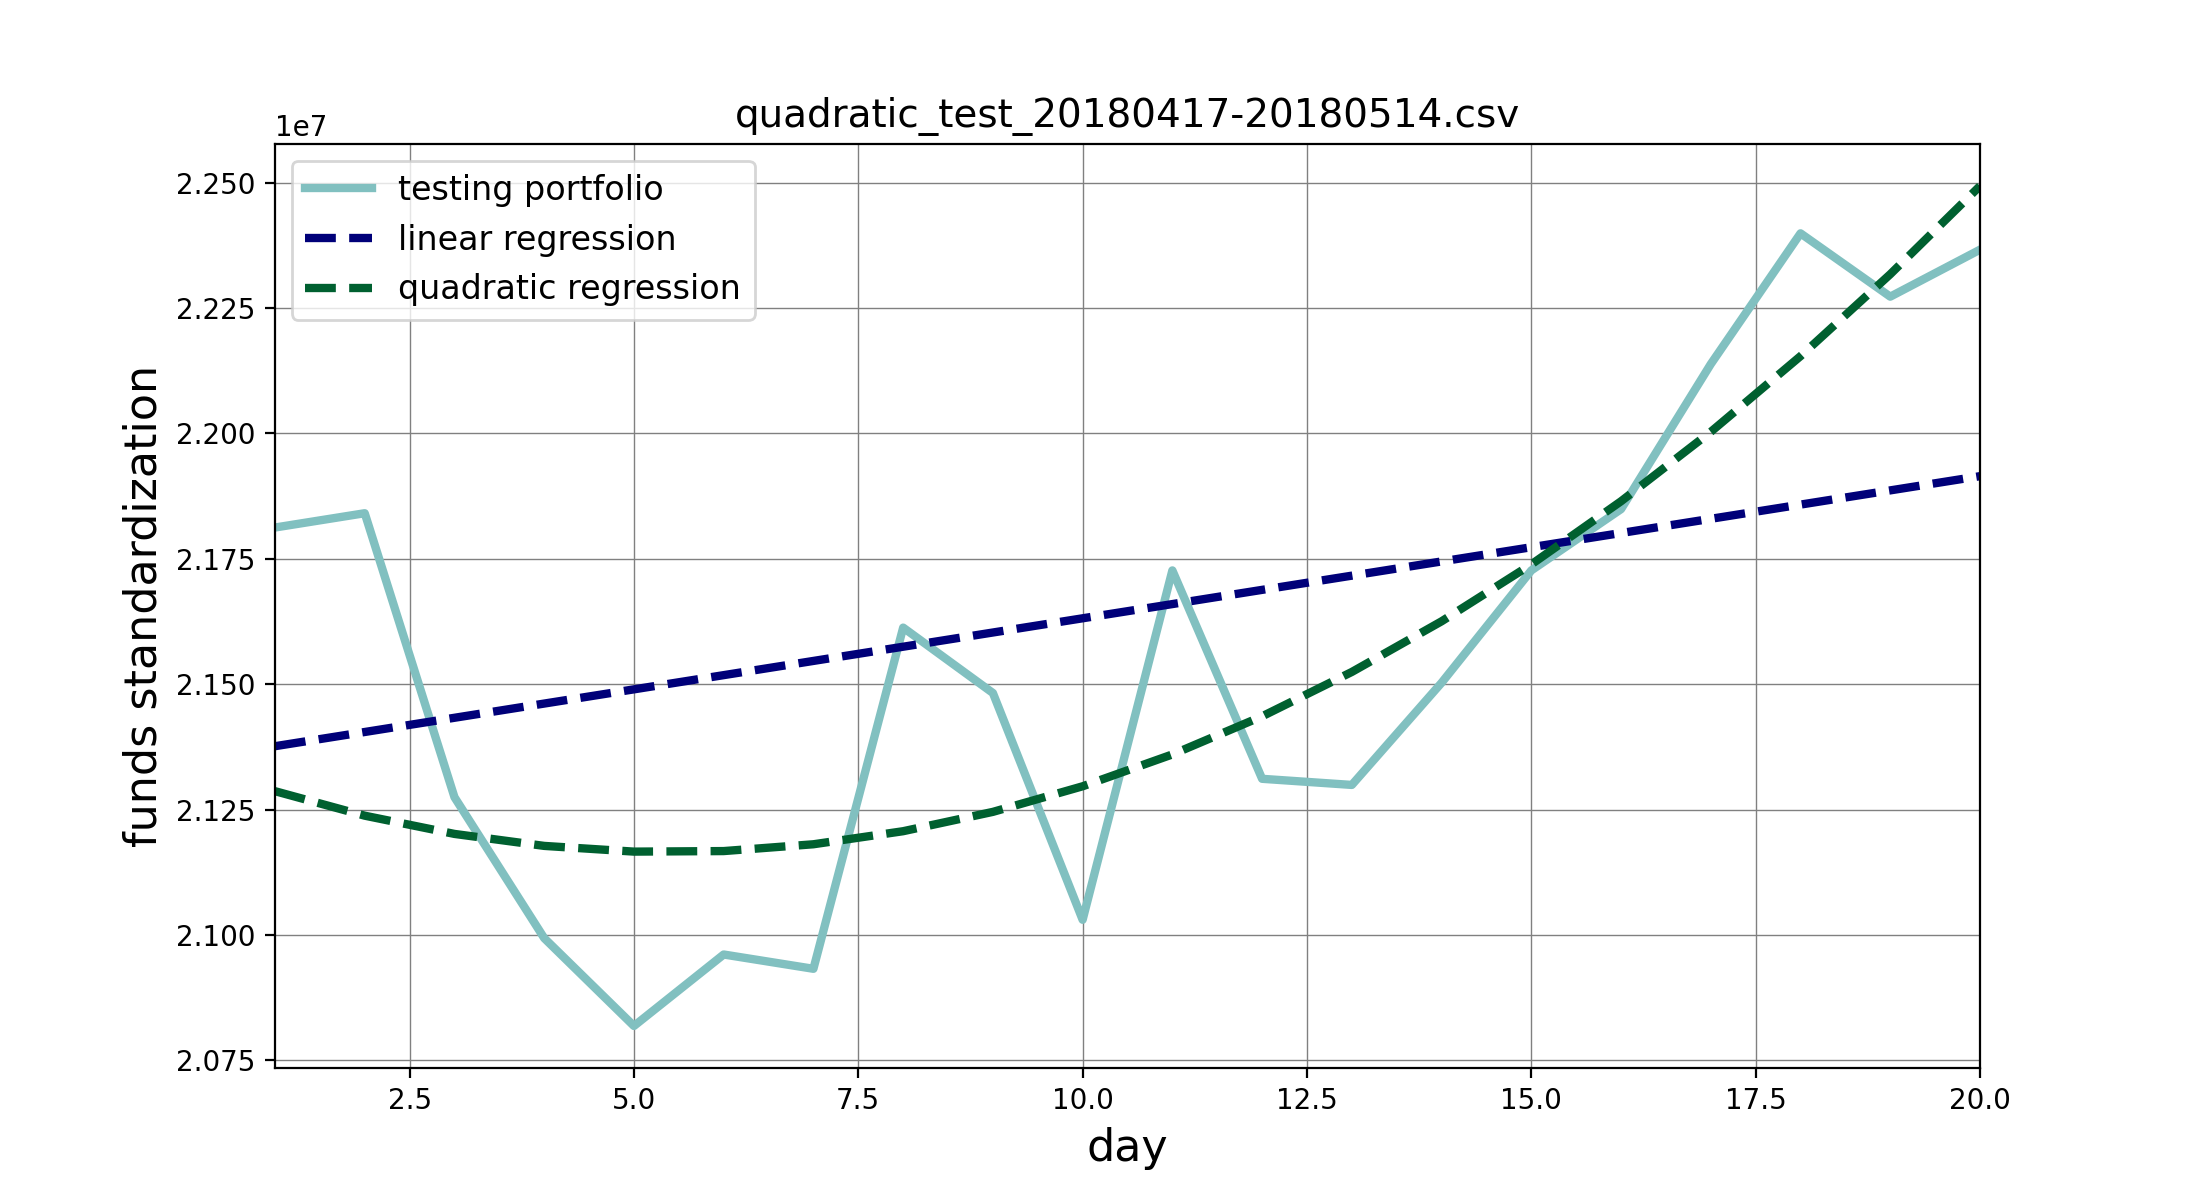 quadratic_test_20180417-20180514.csv
1e7
testing portfolio
linear regression
quadratic regression
funds standardization
2.250
2.225
2.200
2.175
2.150
2.125
2.100
2.075
2.5 5.0 7.5 10.0 12.5 15.0 17.5 20.0
day